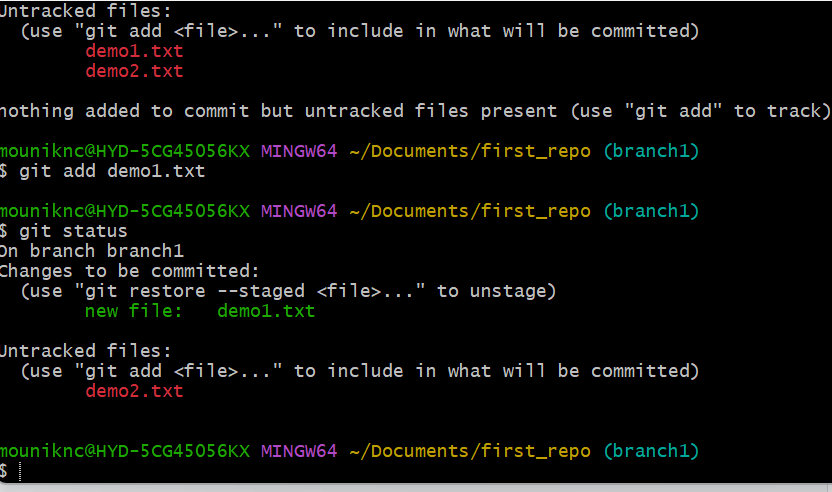 Untracked files:
  (use "git add <file>..." to include in what will be committed)
        demo1.txt
        demo2.txt

nothing added to commit but untracked files present (use "git add" to track)

mouniknc@HYD-5CG45056KX MINGW64 ~/Documents/first_repo (branch1)
$ git add demo1.txt

mouniknc@HYD-5CG45056KX MINGW64 ~/Documents/first_repo (branch1)
$ git status
On branch branch1
Changes to be committed:
  (use "git restore --staged <file>..." to unstage)
        new file:   demo1.txt

Untracked files:
  (use "git add <file>..." to include in what will be committed)
        demo2.txt


mouniknc@HYD-5CG45056KX MINGW64 ~/Documents/first_repo (branch1)
$